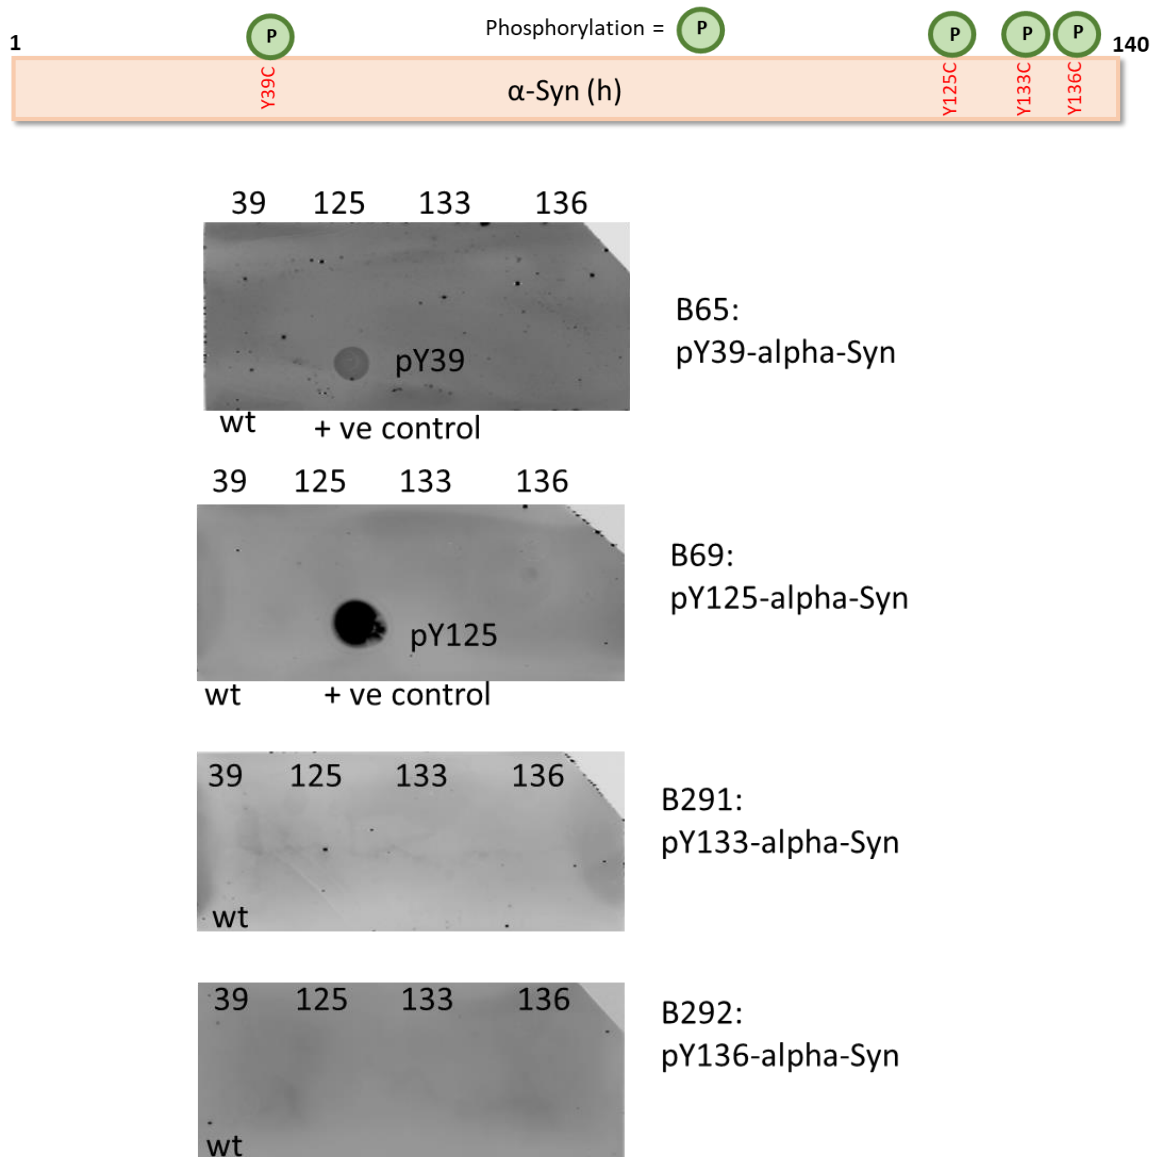 Phosphorylation = P
1
P
P
P
P
140
Y39C
α-Syn (h)
Y125C
Y133C
Y136C
39 125 133 136
B65:
pY39-alpha-Syn
pY39
wt + ve control
39 125 133 136
B69:
pY125-alpha-Syn
pY125
wt + ve control
39 125 133 136
B291:
pY133-alpha-Syn
wt
39 125 133 136
B292:
pY136-alpha-Syn
wt